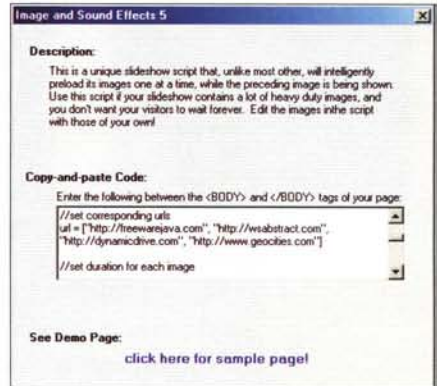 Image and Sound Effects 5
Description:
This is a unique slideshow script that, unlike most other, will intelligently
preload its images one at a time, while the preceding image is being shown.
Use this script if your slideshow contains a lot of heavy duty images, and
you don't want your visitors to wait forever. Edit the images inthe script
with those of your own!
Copy-and-paste Code:
Enter the following between the <BODY> and </BODY> tags of your page:
//set corresponding urls
url = ["http://freewarejava.com", "http://wsabstract.com",
"http://dynamicdrive.com", "http://www.geocities.com"]
//set duration for each image
See Demo Page:
click here for sample page!